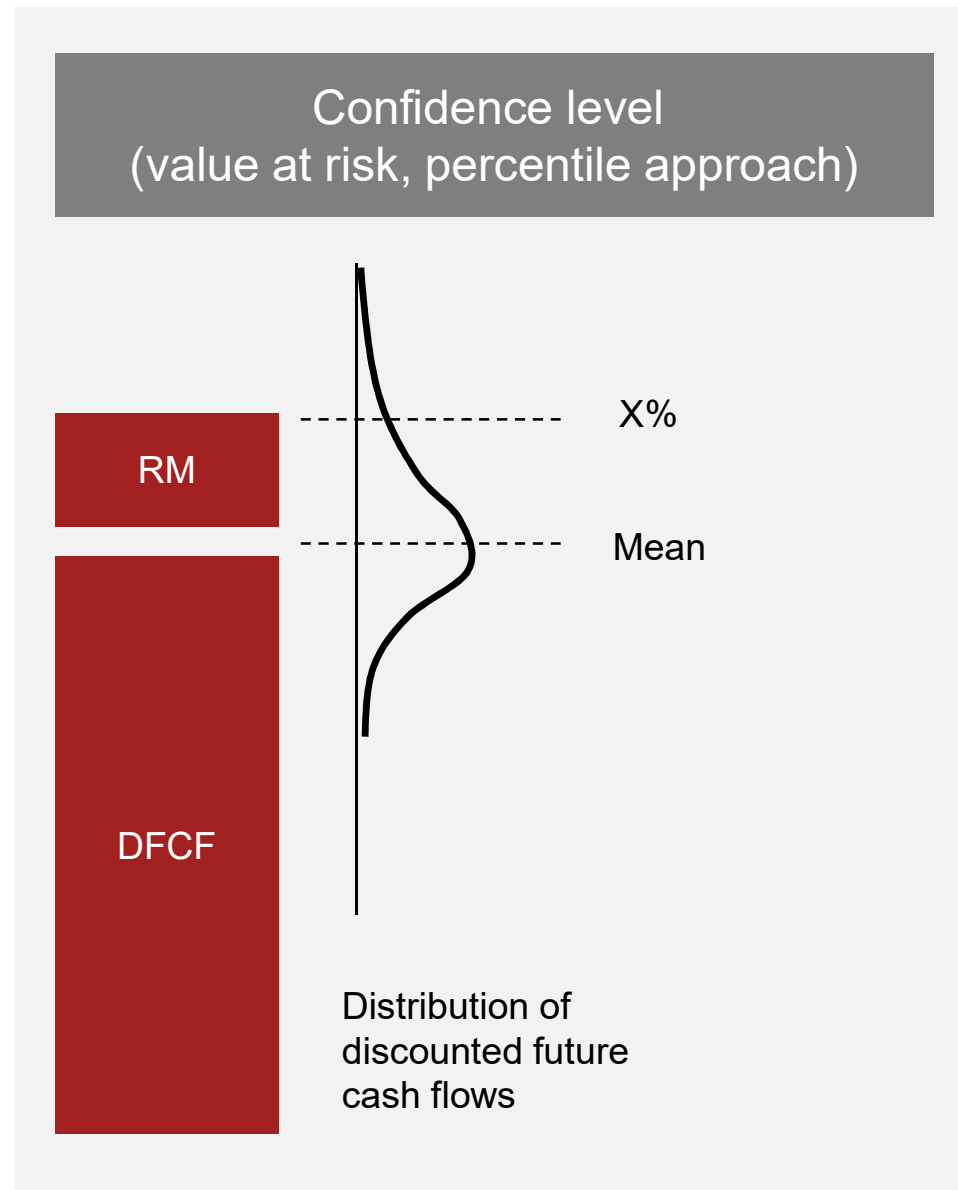 Confidence level
(value at risk, percentile approach)
X%
RM
Mean
DFCF
Distribution of
discounted future
cash flows